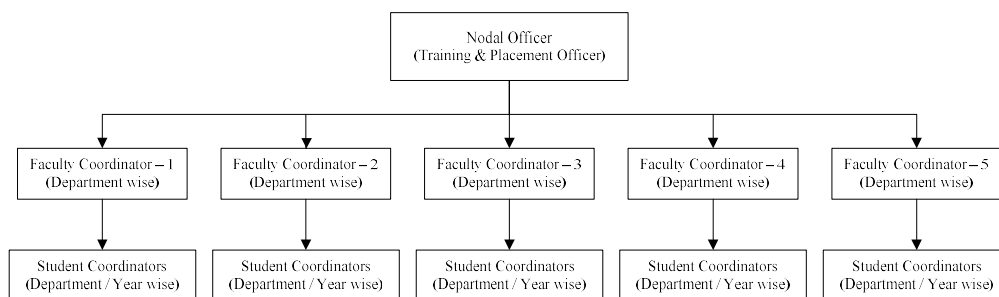 Nodal Officer
(Training & Placement Officer)
Faculty Coordinator – 1
(Department wise)
Faculty Coordinator – 2
(Department wise)
Faculty Coordinator – 3
(Department wise)
Faculty Coordinator – 4
(Department wise)
Faculty Coordinator – 5
(Department wise)
Student Coordinators
(Department / Year wise)
Student Coordinators
(Department / Year wise)
Student Coordinators
(Department / Year wise)
Student Coordinators
(Department / Year wise)
Student Coordinators
(Department / Year wise)